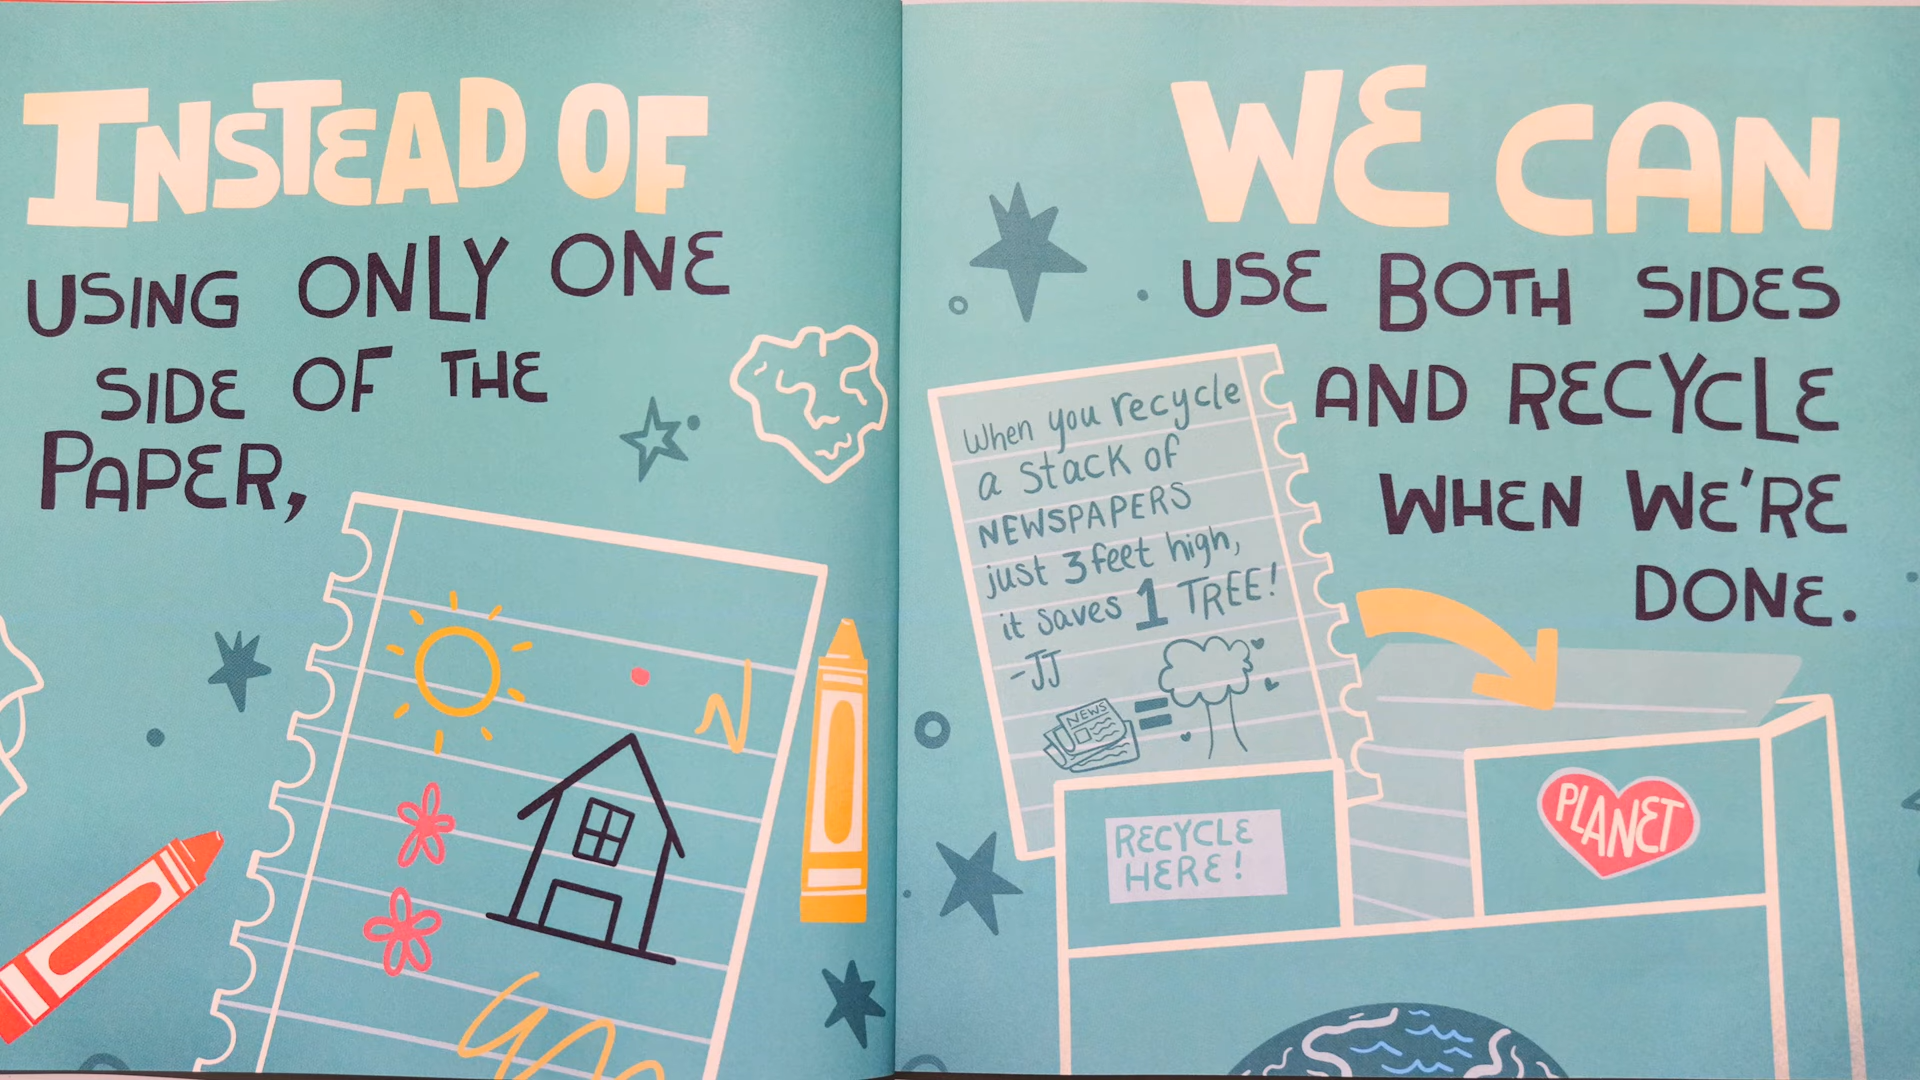 INSTEAD OF
USING ONLY ONE
SIDE OF THE
PAPER,
WE CAN
USE BOTH SIDES
AND RECYCLE
WHEN WE'RE
DONE.
When you recycle
a Stack of
NEWSPAPERS
just 3 feet high,
it saves 1 TREE!
-JJ
NEWS
=
RECYCLE
HERE!
PLANET